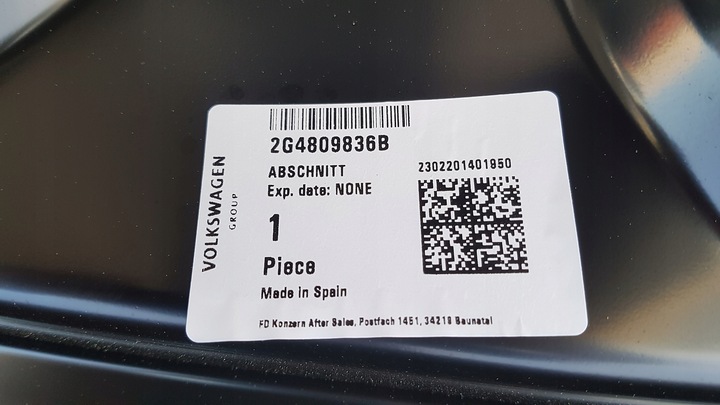 VOLKSWAGEN
GROUP
2G4809836B
ABSCHNITT
Exp. date: NONE
1
Piece
Made in Spain
2302201401950
FD Konzern After Sales, Postfach 1451, 34219 Baunatal